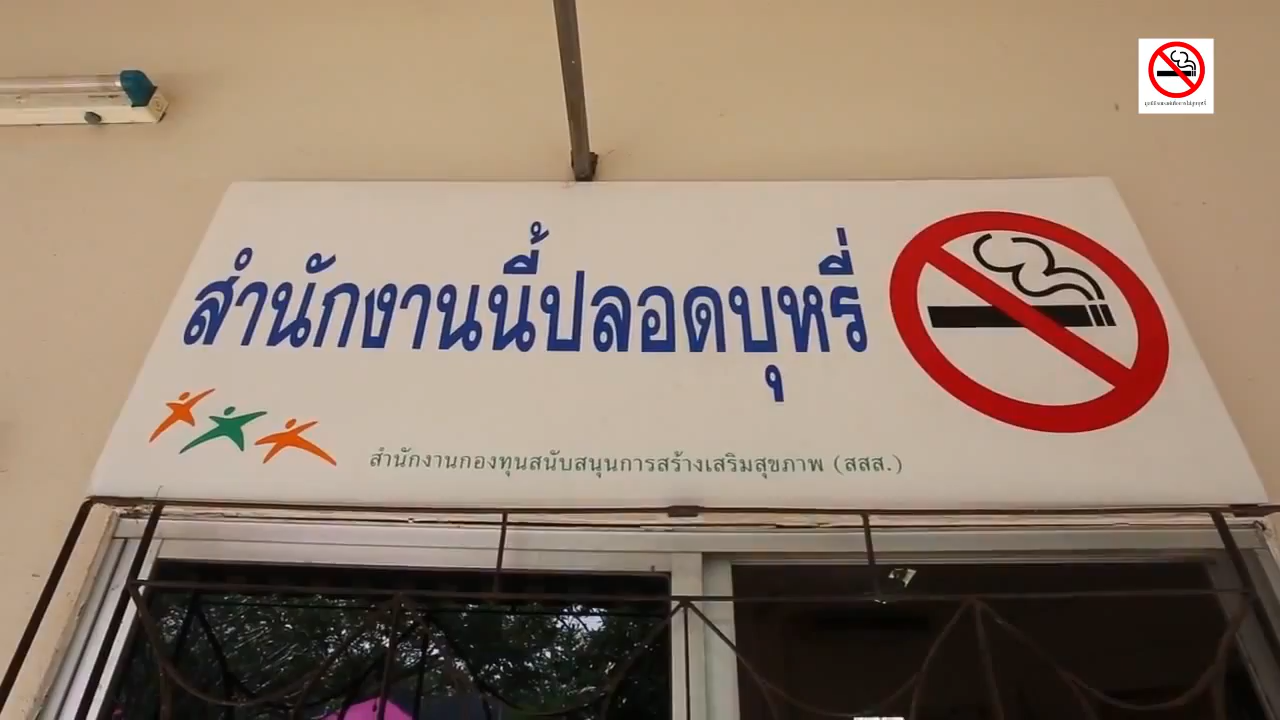 สำนักงานนี้ปลอดบุหรี่
สำนักงานกองทุนสนับสนุนการสร้างเสริมสุขภาพ (สสส.)